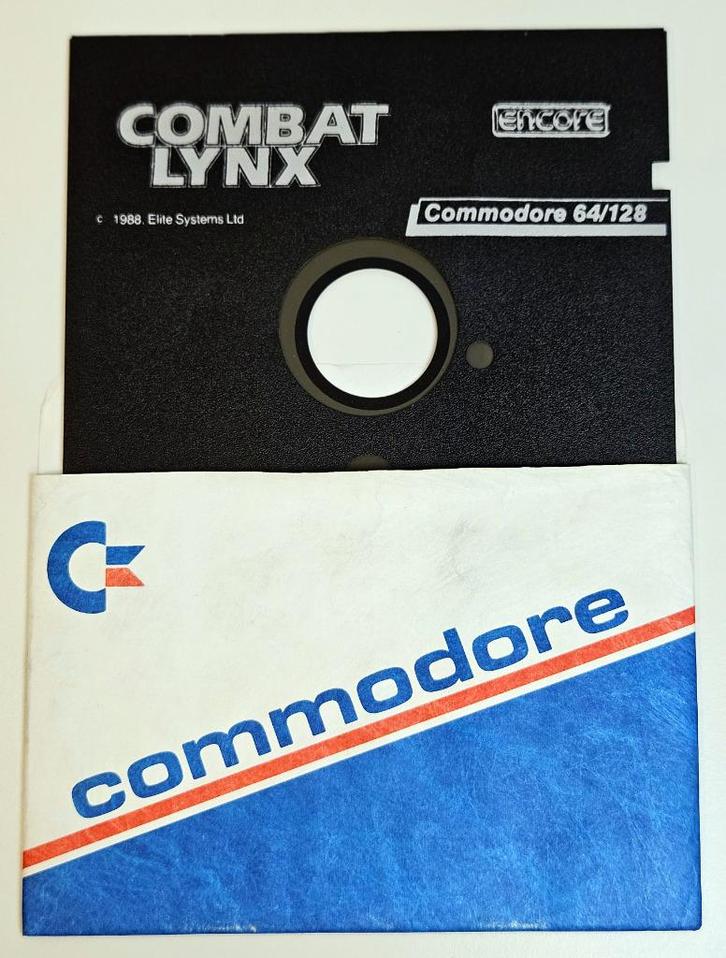 COMBAT
LYNX
encore
c 1988. Elite Systems Ltd
Commodore 64/128
commodore